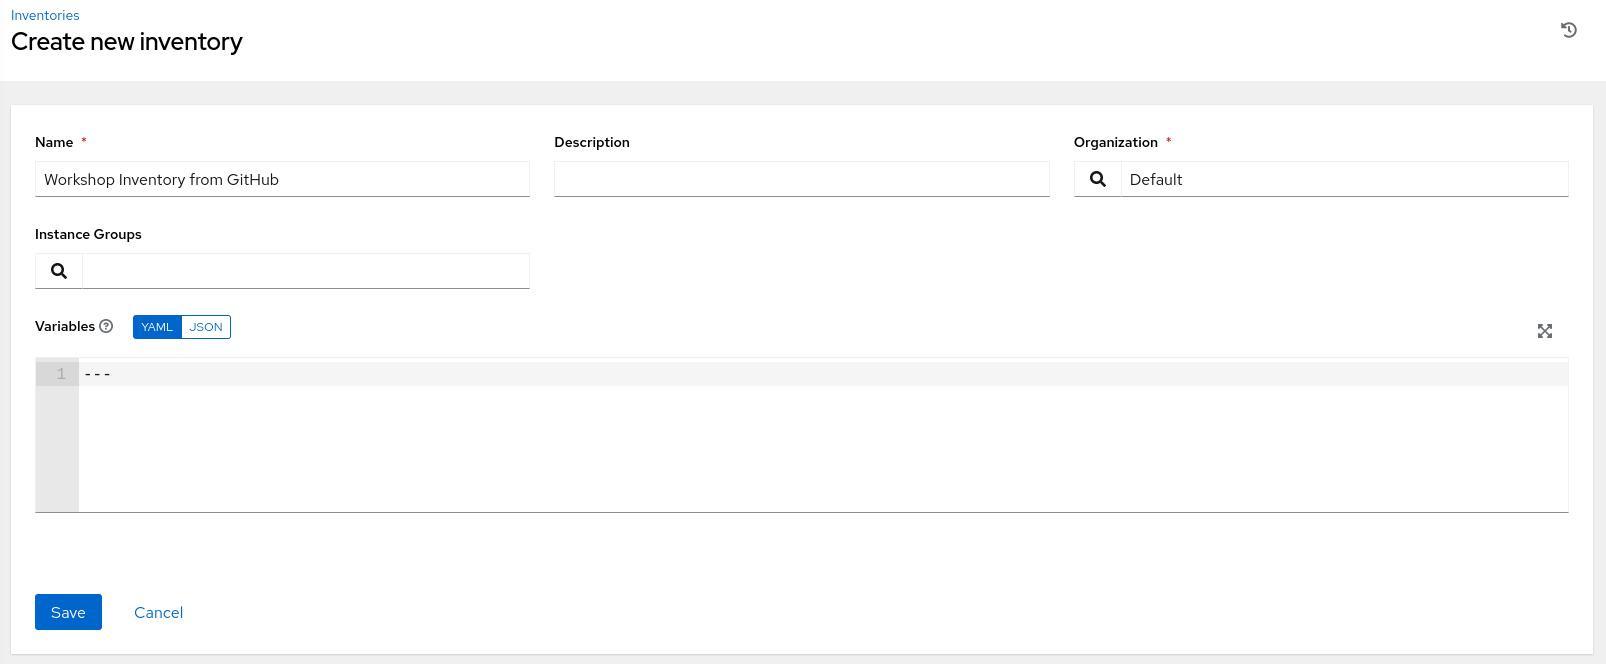 Inventories
Create new inventory
Name * Description Organization *
Workshop Inventory from GitHub Default
Instance Groups
Variables YAML JSON
1 ---
Save Cancel